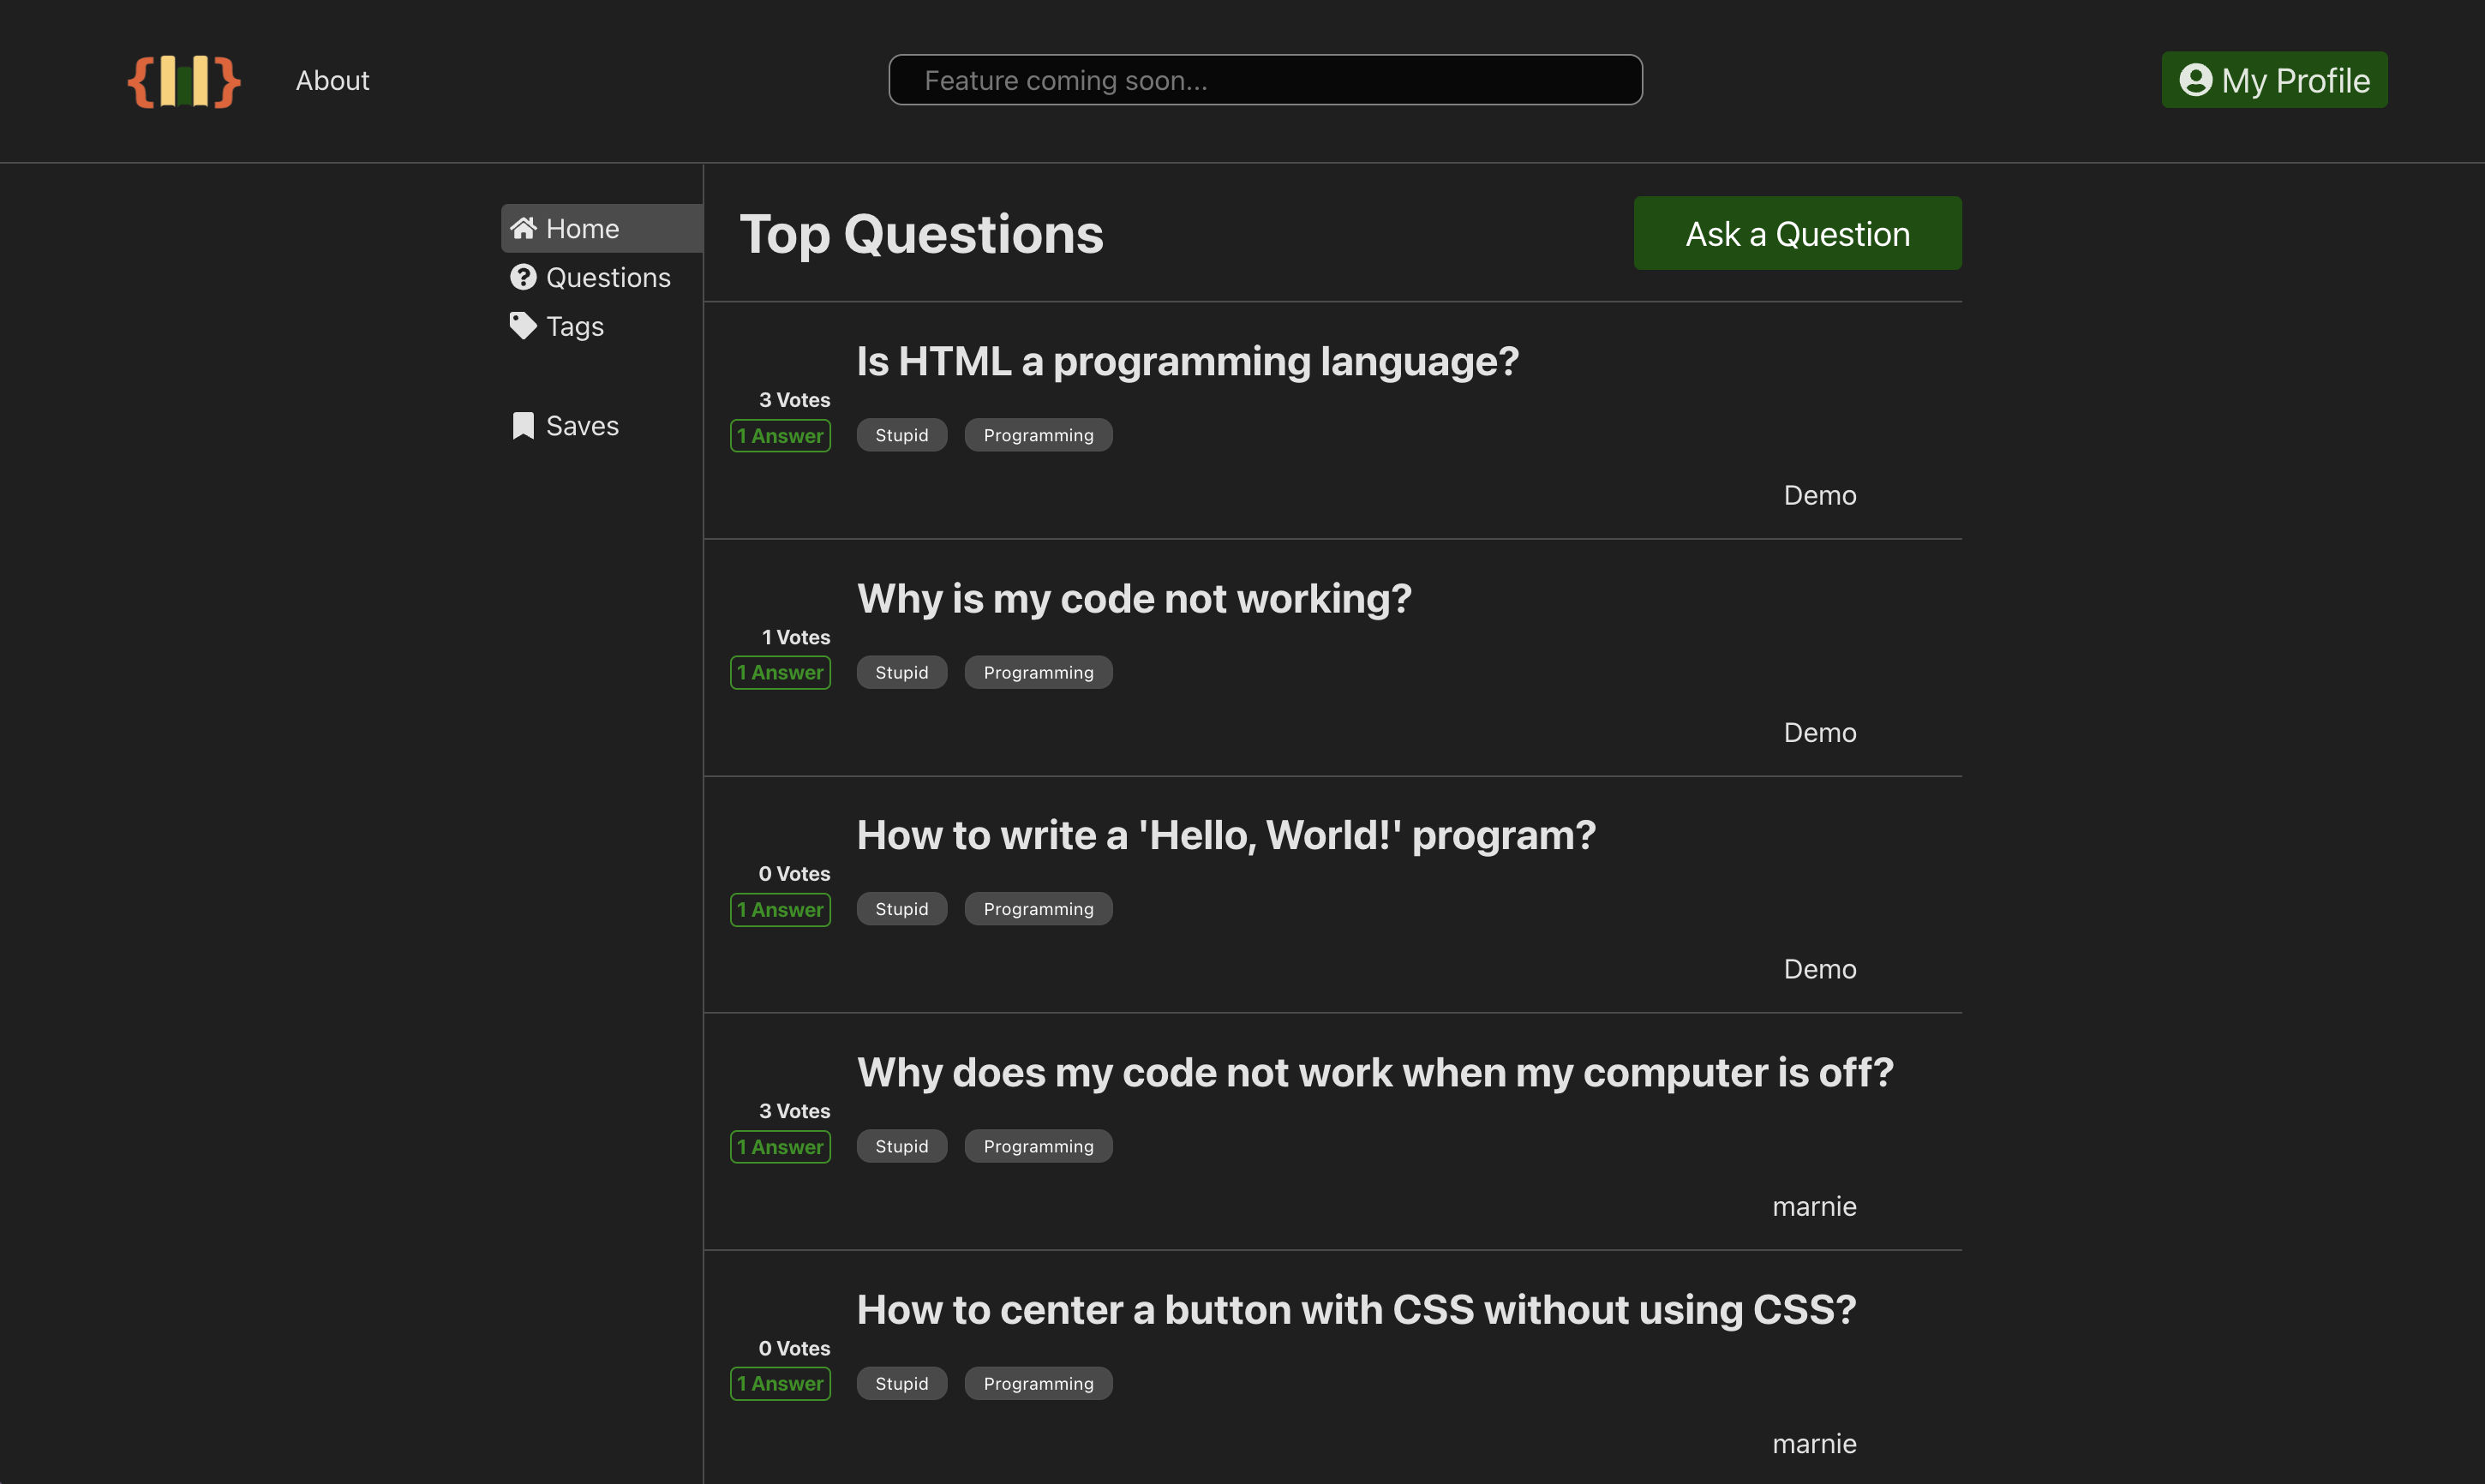 About
Feature coming soon...
My Profile
Home
Questions
Tags
Saves
Top Questions
Ask a Question
Is HTML a programming language?
3 Votes
1 Answer
Stupid Programming
Demo
Why is my code not working?
1 Votes
1 Answer
Stupid Programming
Demo
How to write a 'Hello, World!' program?
0 Votes
1 Answer
Stupid Programming
Demo
Why does my code not work when my computer is off?
3 Votes
1 Answer
Stupid Programming
marnie
How to center a button with CSS without using CSS?
0 Votes
1 Answer
Stupid Programming
marnie